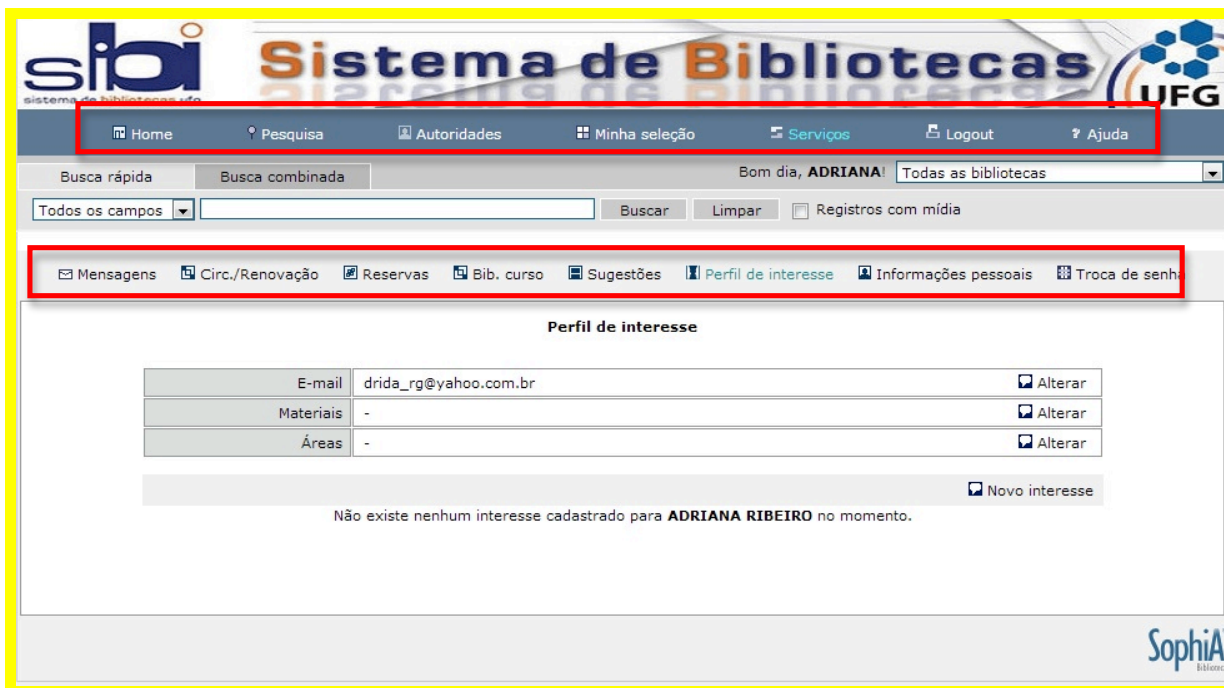 sibi Sistema de Bibliotecas
sistema de bibliotecas ufg
UFG
Home Pesquisa Autoridades Minha seleção Serviços Logout Ajuda
Busca rápida Busca combinada Bom dia, ADRIANA! Todas as bibliotecas
Todos os campos Buscar Limpar Registros com mídia
Mensagens Circ./Renovação Reservas Bib. curso Sugestões Perfil de interesse Informações pessoais Troca de senha
Perfil de interesse
E-mail drida_rg@yahoo.com.br Alterar
Materiais - Alterar
Áreas - Alterar
Novo interesse
Não existe nenhum interesse cadastrado para ADRIANA RIBEIRO no momento.
SophiA